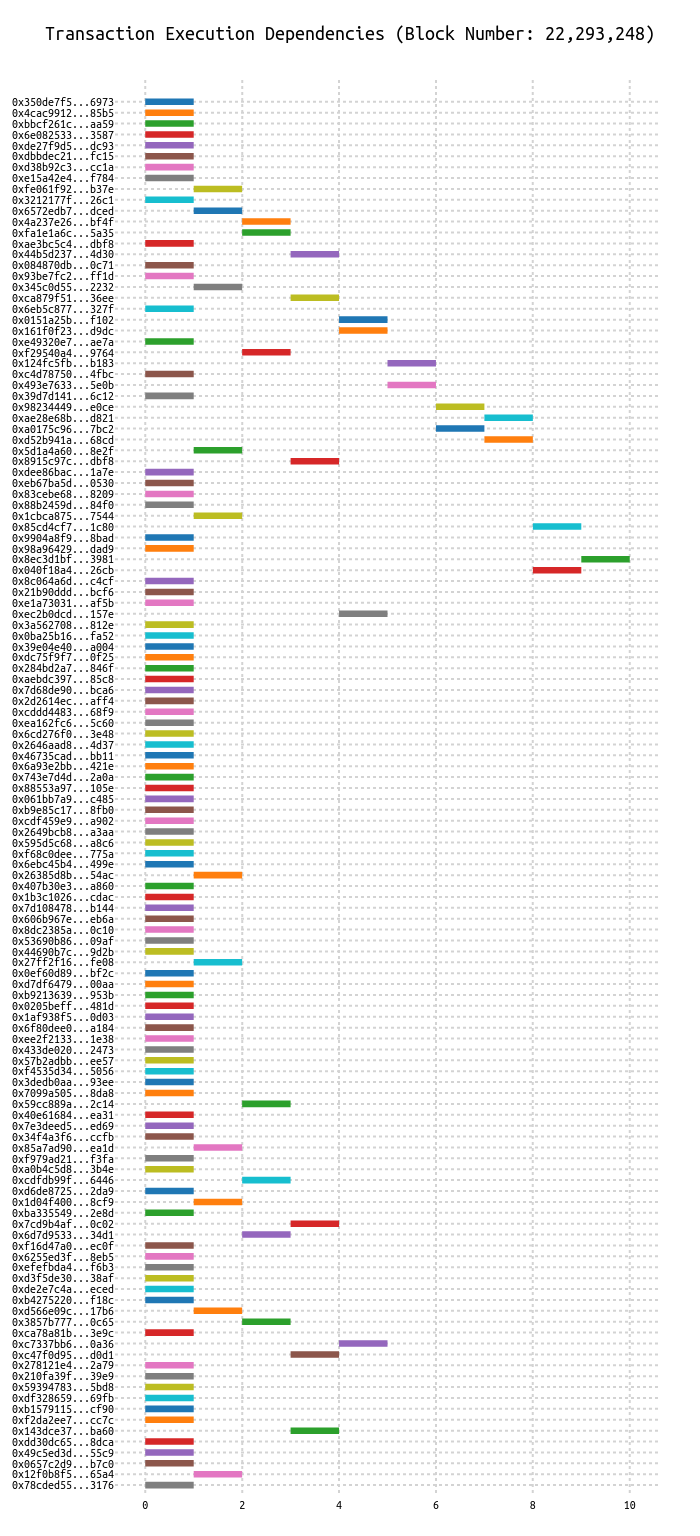 Transaction Execution Dependencies (Block Number: 22,293,248)
0x350de7f5...6973
0x4cac9912...85b5
0xbbcf261c...aa59
0x6e082533...3587
0xde27f9d5...dc93
0xdbbdec21...fc15
0xd38b92c3...cc1a
0xe15a42e4...f784
0xfe061f92...b37e
0x3212177f...26c1
0x6572edb7...dced
0x4a237e26...bf4f
0xfa1e1a6c...5a35
0xae3bc5c4...dbf8
0x44b5d237...4d30
0x084870db...0c71
0x93be7fc2...ff1d
0x345c0d55...2232
0xca879f51...36ee
0x6eb5c877...327f
0x0151a25b...f102
0x161f0f23...d9dc
0xe49320e7...ae7a
0xf29540a4...9764
0x124fc5fb...b183
0xc4d78750...4fbc
0x493e7633...5e0b
0x39d7d141...6c12
0x98234449...e0ce
0xae28e68b...d821
0xa0175c96...7bc2
0xd52b941a...68cd
0x5d1a4a60...8e2f
0x8915c97c...dbf8
0xdee86bac...1a7e
0xeb67ba5d...0530
0x83cebe68...8209
0x88b2459d...84f0
0x1cbca875...7544
0x85cd4cf7...1c80
0x9904a8f9...8bad
0x98a96429...dad9
0x8ec3d1bf...3981
0x040f18a4...26cb
0x8c064a6d...c4cf
0x21b90ddd...bcf6
0xe1a73031...af5b
0xec2b0dcd...157e
0x3a562708...812e
0x0ba25b16...fa52
0x39e04e40...a004
0xdc75f9f7...0f25
0x284bd2a7...846f
0xaebdc397...85c8
0x7d68de90...bca6
0x2d2614ec...aff4
0xcddd4483...68f9
0xea162fc6...5c60
0x6cd276f0...3e48
0x2646aad8...4d37
0x46735cad...bb11
0x6a93e2bb...421e
0x743e7d4d...2a0a
0x88553a97...105e
0x061bb7a9...c485
0xb9e85c17...8fb0
0xcdf459e9...a902
0x2649bcb8...a3aa
0x595d5c68...a8c6
0xf68c0dee...775a
0x6ebc45b4...499e
0x26385d8b...54ac
0x407b30e3...a860
0x1b3c1026...cdac
0x7d108478...b144
0x606b967e...eb6a
0x8dc2385a...0c10
0x53690b86...09af
0x44690b7c...9d2b
0x27ff2f16...fe08
0x0ef60d89...bf2c
0xd7df6479...00aa
0xb9213639...953b
0x0205beff...481d
0x1af938f5...0d03
0x6f80dee0...a184
0xee2f2133...1e38
0x433de020...2473
0x57b2adbb...ee57
0xf4535d34...5056
0x3dedb0aa...93ee
0x7099a505...8da8
0x59cc889a...2c14
0x40e61684...ea31
0x7e3deed5...ed69
0x34f4a3f6...ccfb
0x85a7ad90...ea1d
0xf979ad21...f3fa
0xa0b4c5d8...3b4e
0xcdfdb99f...6446
0xd6de8725...2da9
0x1d04f400...8cf9
0xba335549...2e8d
0x7cd9b4af...0c02
0x6d7d9533...34d1
0xf16d47a0...ec0f
0x6255ed3f...8eb5
0xefefbda4...f6b3
0xd3f5de30...38af
0xde2e7c4a...eced
0xb4275220...f18c
0xd566e09c...17b6
0x3857b777...0c65
0xca78a81b...3e9c
0xc7337bb6...0a36
0xc47f0d95...d0d1
0x278121e4...2a79
0x210fa39f...39e9
0x59394783...5bd8
0xdf328659...69fb
0xb1579115...cf90
0xf2da2ee7...cc7c
0x143dce37...ba60
0xdd30dc65...8dca
0x49c5ed3d...55c9
0x0657c2d9...b7c0
0x12f0b8f5...65a4
0x78cded55...3176
0 2 4 6 8 10